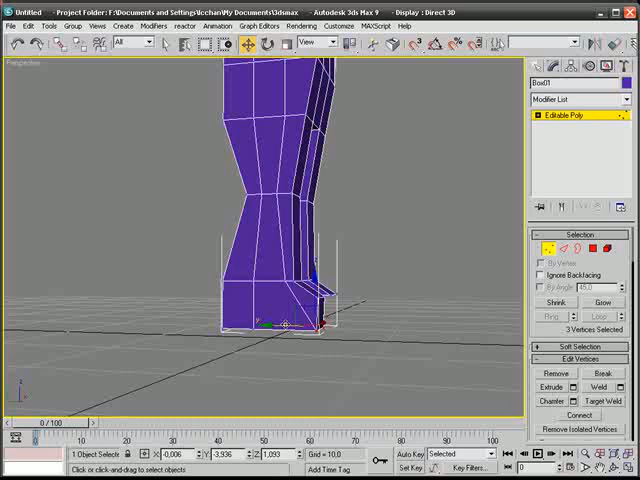 Untitled - Project Folder: F:\Documents and Settings\lcchan\My Documents\3dsmax - Autodesk 3ds Max 9 - Display : Direct 3D
File Edit Tools Group Views Create Modifiers reactor Animation Graph Editors Rendering Customize MAXScript Help
All View
Perspective
Box01
Modifier List
Editable Poly
Selection
By Vertex
Ignore Backfacing
By Angle: 45,0
Shrink Grow
Ring Loop
3 Vertices Selected
Soft Selection
Edit Vertices
Remove Break
Extrude Weld
Chamfer Target Weld
Connect
Remove Isolated Vertices
0 / 100
0 10 20 30 40 50 60 70 80 90 100
1 Object Selecte X: -0,006 Y: -3,936 Z: 1,093 Grid = 10,0 Auto Key Selected
Click or click-and-drag to select objects Add Time Tag Set Key Key Filters... 0